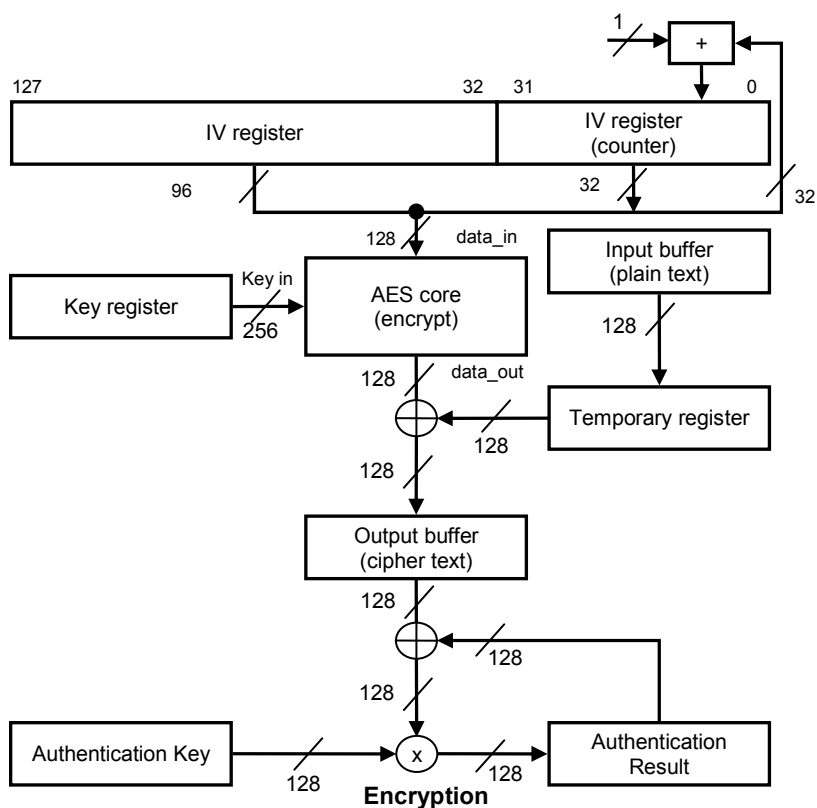 1
+
127
32
31
0
IV register
IV register
(counter)
96
32
32
128
data_in
Input buffer
(plain text)
Key register
Key in
256
AES core
(encrypt)
128
128
data_out
Temporary register
128
128
Output buffer
(cipher text)
128
128
128
Authentication Key
128
x
128
Authentication
Result
Encryption